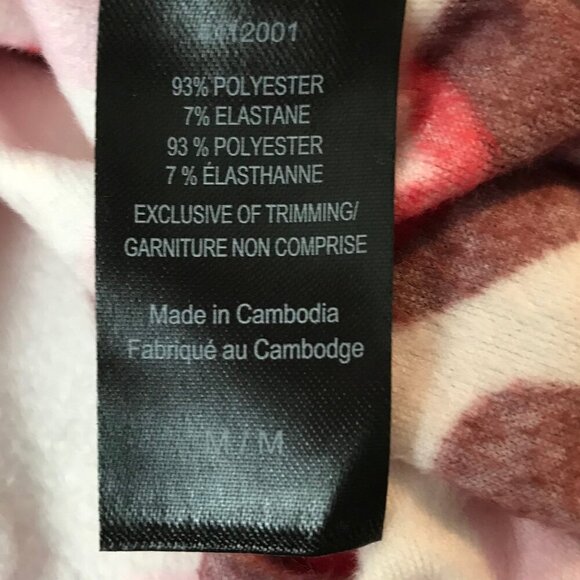 93% POLYESTER
7% ELASTANE
93 % POLYESTER
7 % ÉLASTHANNE
EXCLUSIVE OF TRIMMING/
GARNITURE NON COMPRISE
Made in Cambodia
Fabriqué au Cambodge
M / M